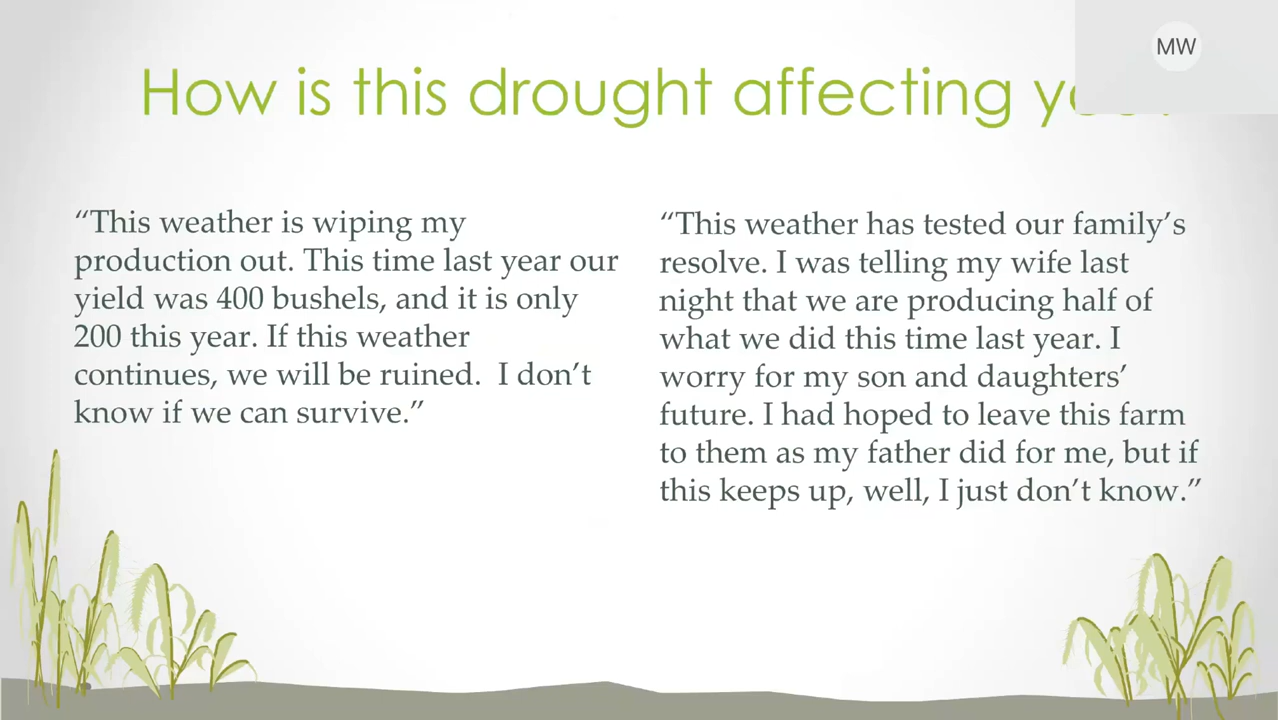 MW
How is this drought affecting
“This weather is wiping my
production out. This time last year our
yield was 400 bushels, and it is only
200 this year. If this weather
continues, we will be ruined.  I don’t
know if we can survive.”
“This weather has tested our family’s
resolve. I was telling my wife last
night that we are producing half of
what we did this time last year. I
worry for my son and daughters’
future. I had hoped to leave this farm
to them as my father did for me, but if
this keeps up, well, I just don’t know.”